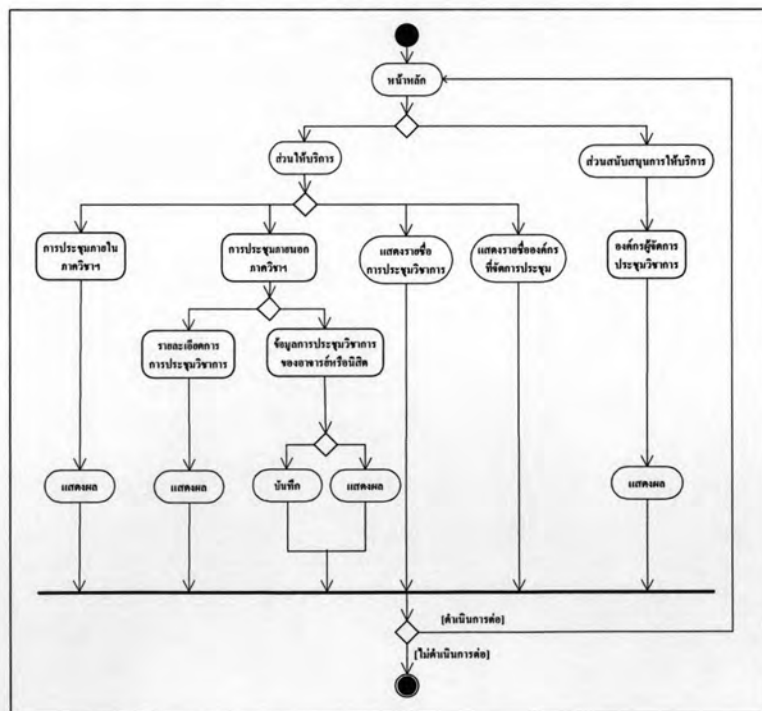 หน้าหลัก
ส่วนให้บริการ
ส่วนสนับสนุนการให้บริการ
การประชุมภายใน
ภาควิชาฯ
การประชุมภายนอก
ภาควิชาฯ
แสดงรายชื่อ
การประชุมวิชาการ
แสดงรายชื่อองค์กร
ที่จัดการประชุม
องค์กรผู้จัดการ
ประชุมวิชาการ
รายละเอียดการ
การประชุมวิชาการ
ข้อมูลการประชุมวิชาการ
ของอาจารย์หรือนิสิต
แสดงผล
แสดงผล
บันทึก
แสดงผล
แสดงผล
[ดำเนินการต่อ]
[ไม่ดำเนินการต่อ]